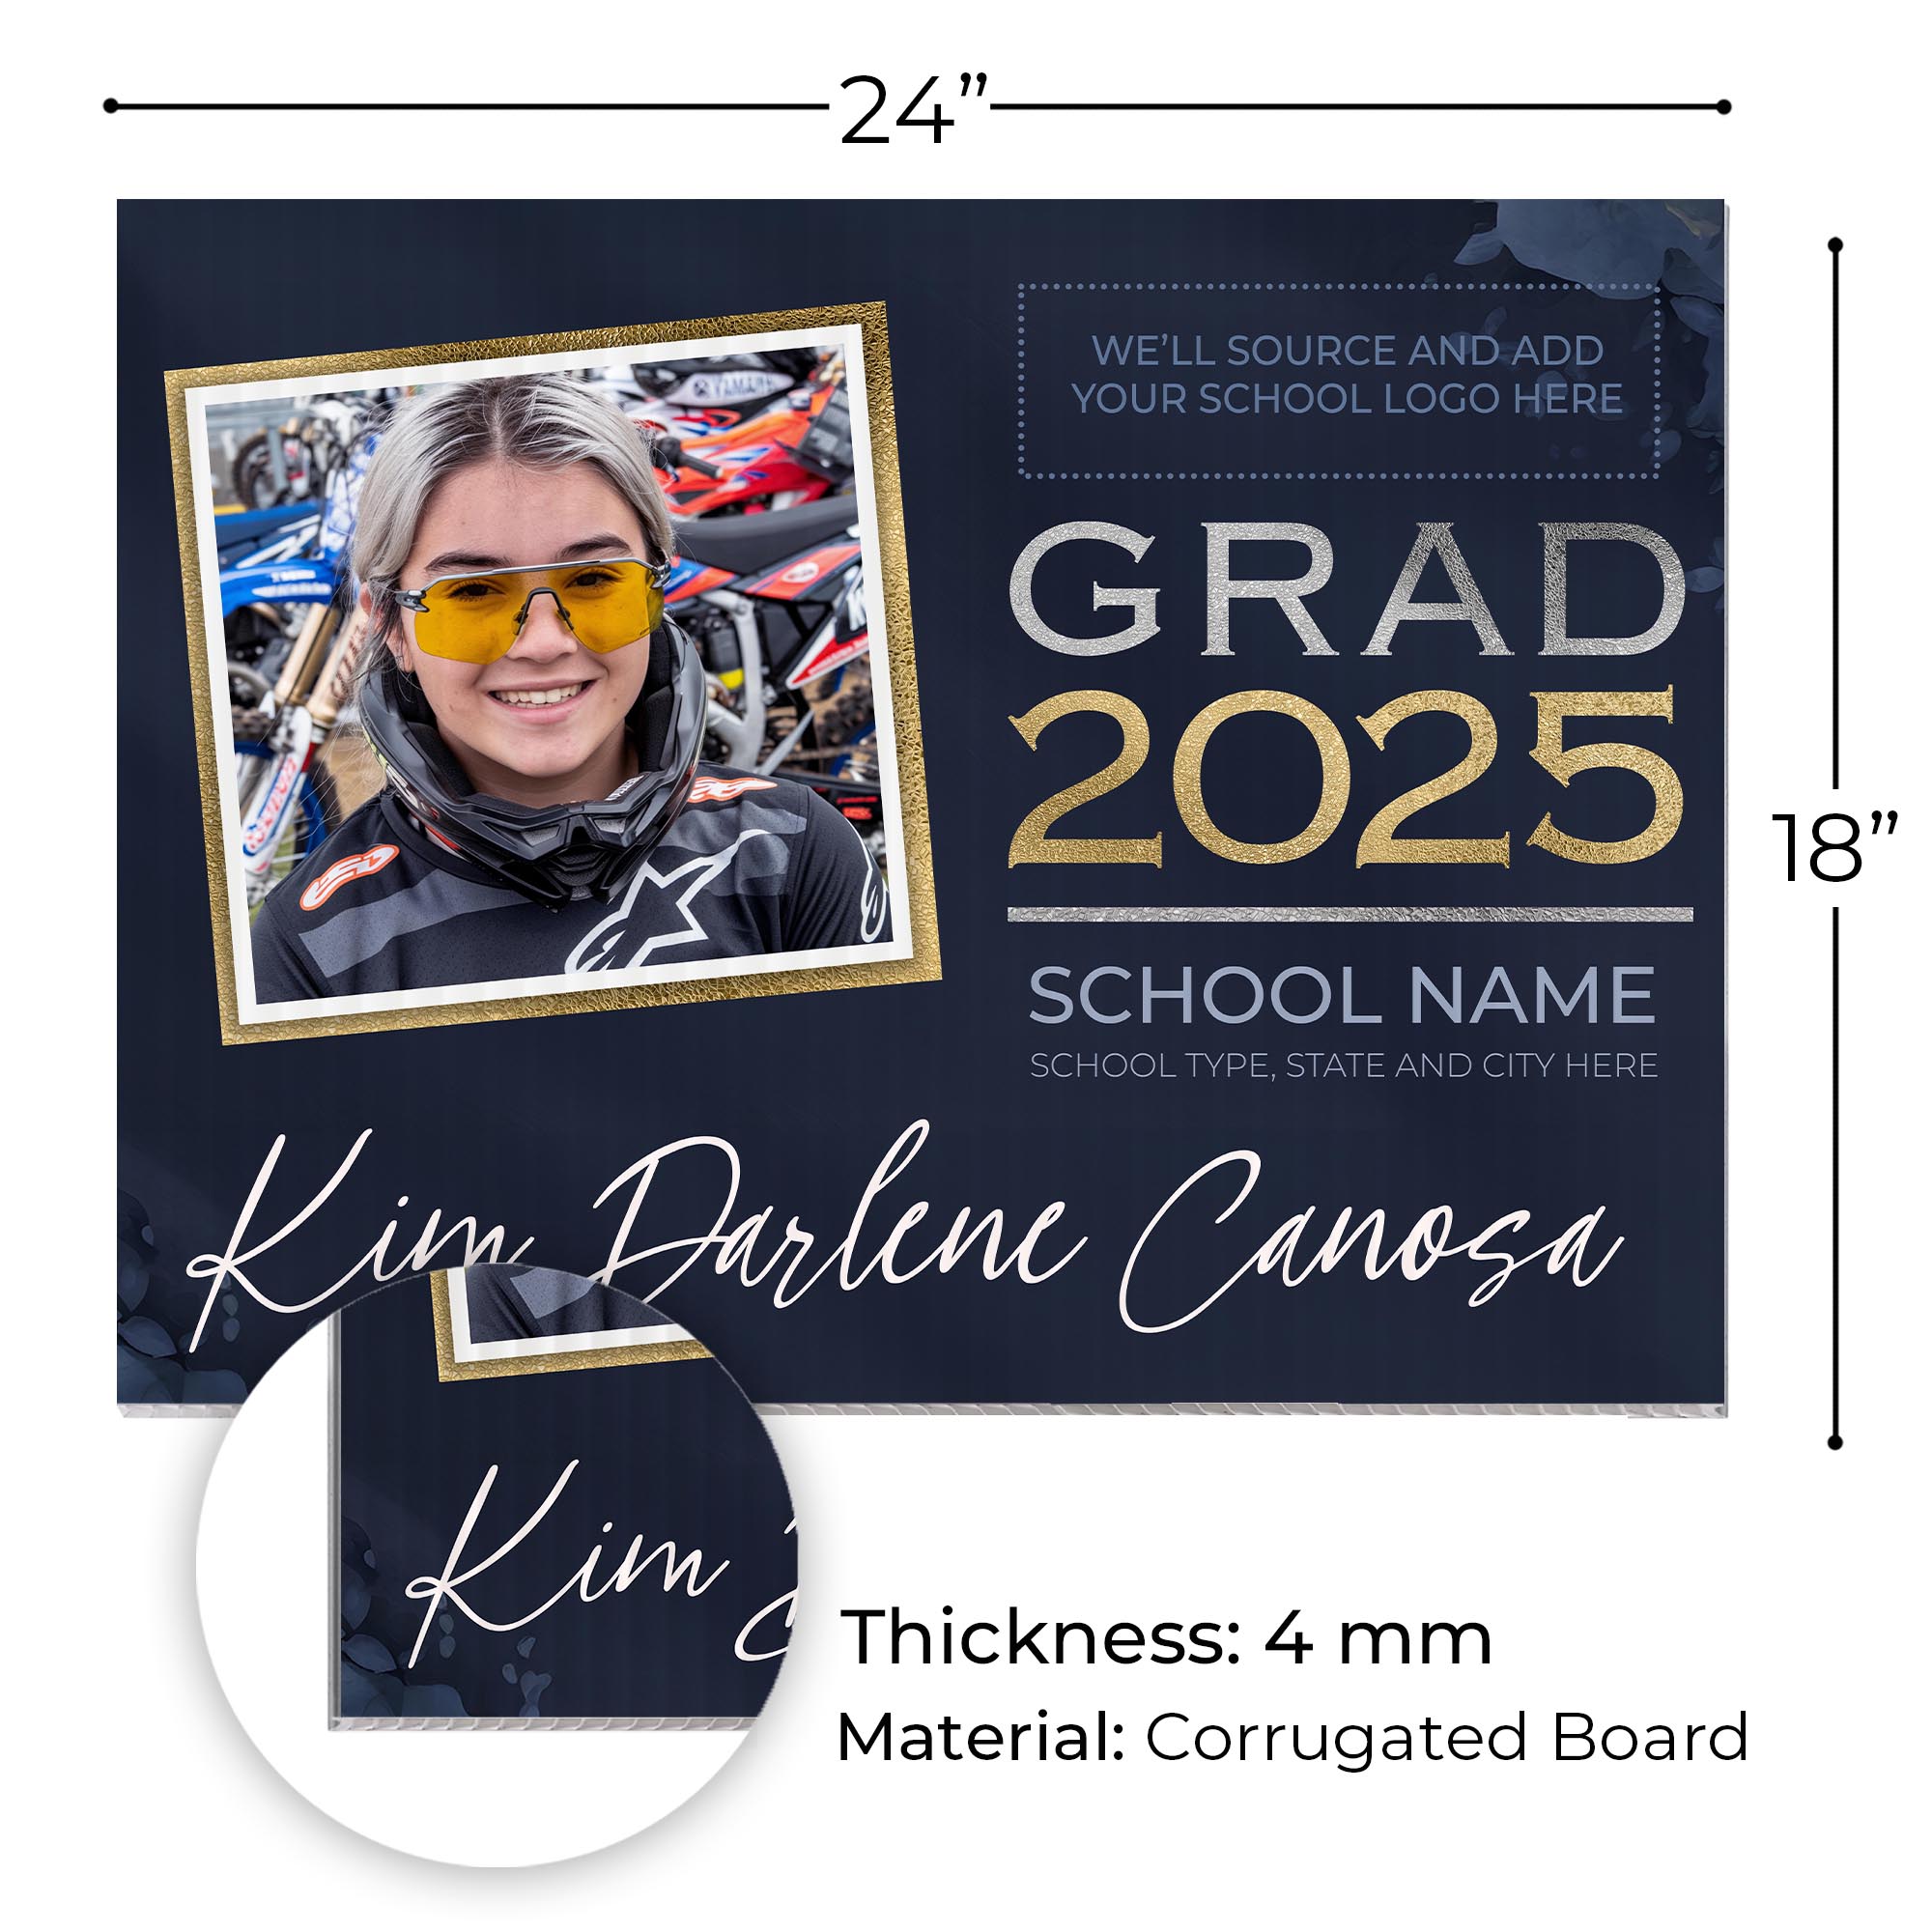 24”
WE’LL SOURCE AND ADD
YOUR SCHOOL LOGO HERE
YAMAHA
GRAD
2025
18”
SCHOOL NAME
SCHOOL TYPE, STATE AND CITY HERE
Kim Darlene Canosa
Kim
Thickness: 4 mm
Material: Corrugated Board